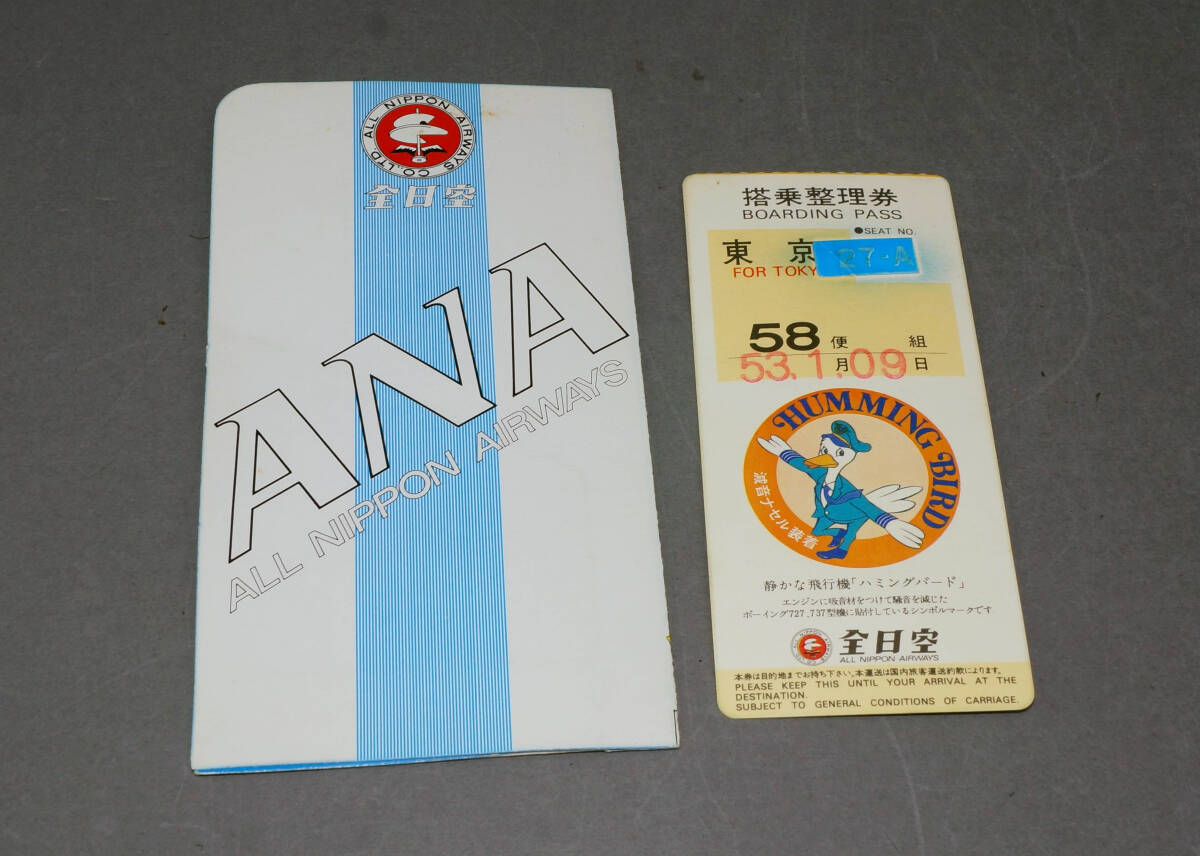 ALL NIPPON AIRWAYS CO., LTD.
全日空
ANA
ALL NIPPON AIRWAYS
搭乗整理券
BOARDING PASS
●SEAT NO.
東京
27-A
FOR TOKY
58 便 組
53.1.09
月 日
HUMMING BIRD
減音ナセル装着
静かな飛行機「ハミングバード」
エンジンに吸音材をつけて騒音を減じた
ボーイング727、737型機に貼付しているシンボルマークです
全日空
ALL NIPPON AIRWAYS
本券は目的地までお持ち下さい。本運送は国内旅客運送約款によります。
PLEASE KEEP THIS UNTIL YOUR ARRIVAL AT THE
DESTINATION.
SUBJECT TO GENERAL CONDITIONS OF CARRIAGE.